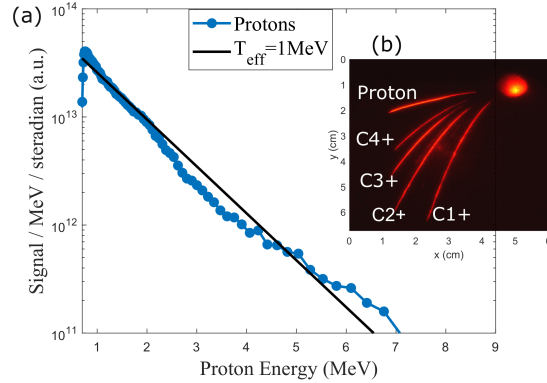 (a)
10^14
10^13
10^12
10^11
Signal / MeV / steradian (a.u.)
Protons
T_eff=1MeV
(b)
0
1
2
3
4
5
6
y (cm)
Proton
C4+
C3+
C2+
C1+
0
1
2
3
4
5
6
x (cm)
1
2
3
4
5
6
7
8
9
Proton Energy (MeV)